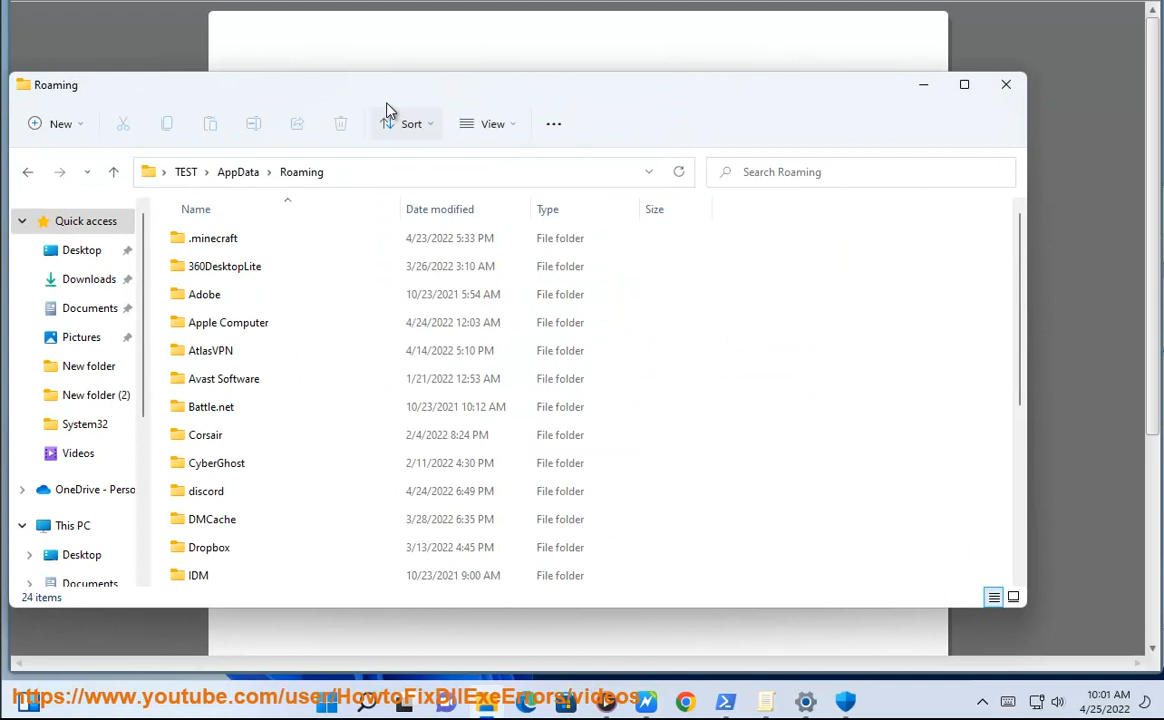 Roaming
New
Sort
View
TEST > AppData > Roaming
Search Roaming
Quick access
Desktop
Downloads
Documents
Pictures
New folder
New folder (2)
System32
Videos
OneDrive - Perso
This PC
Desktop
Documents
Name Date modified Type Size
.minecraft 4/23/2022 5:33 PM File folder
360DesktopLite 3/26/2022 3:10 AM File folder
Adobe 10/23/2021 5:54 AM File folder
Apple Computer 4/24/2022 12:03 AM File folder
AtlasVPN 4/14/2022 5:10 PM File folder
Avast Software 1/21/2022 12:53 AM File folder
Battle.net 10/23/2021 10:12 AM File folder
Corsair 2/4/2022 8:24 PM File folder
CyberGhost 2/11/2022 4:30 PM File folder
discord 4/24/2022 6:49 PM File folder
DMCache 3/28/2022 6:35 PM File folder
Dropbox 3/13/2022 4:45 PM File folder
IDM 10/23/2021 9:00 AM File folder
24 items
https://www.youtube.com/user/HowtoFixDllExeErrors/videos
10:01 AM
4/25/2022